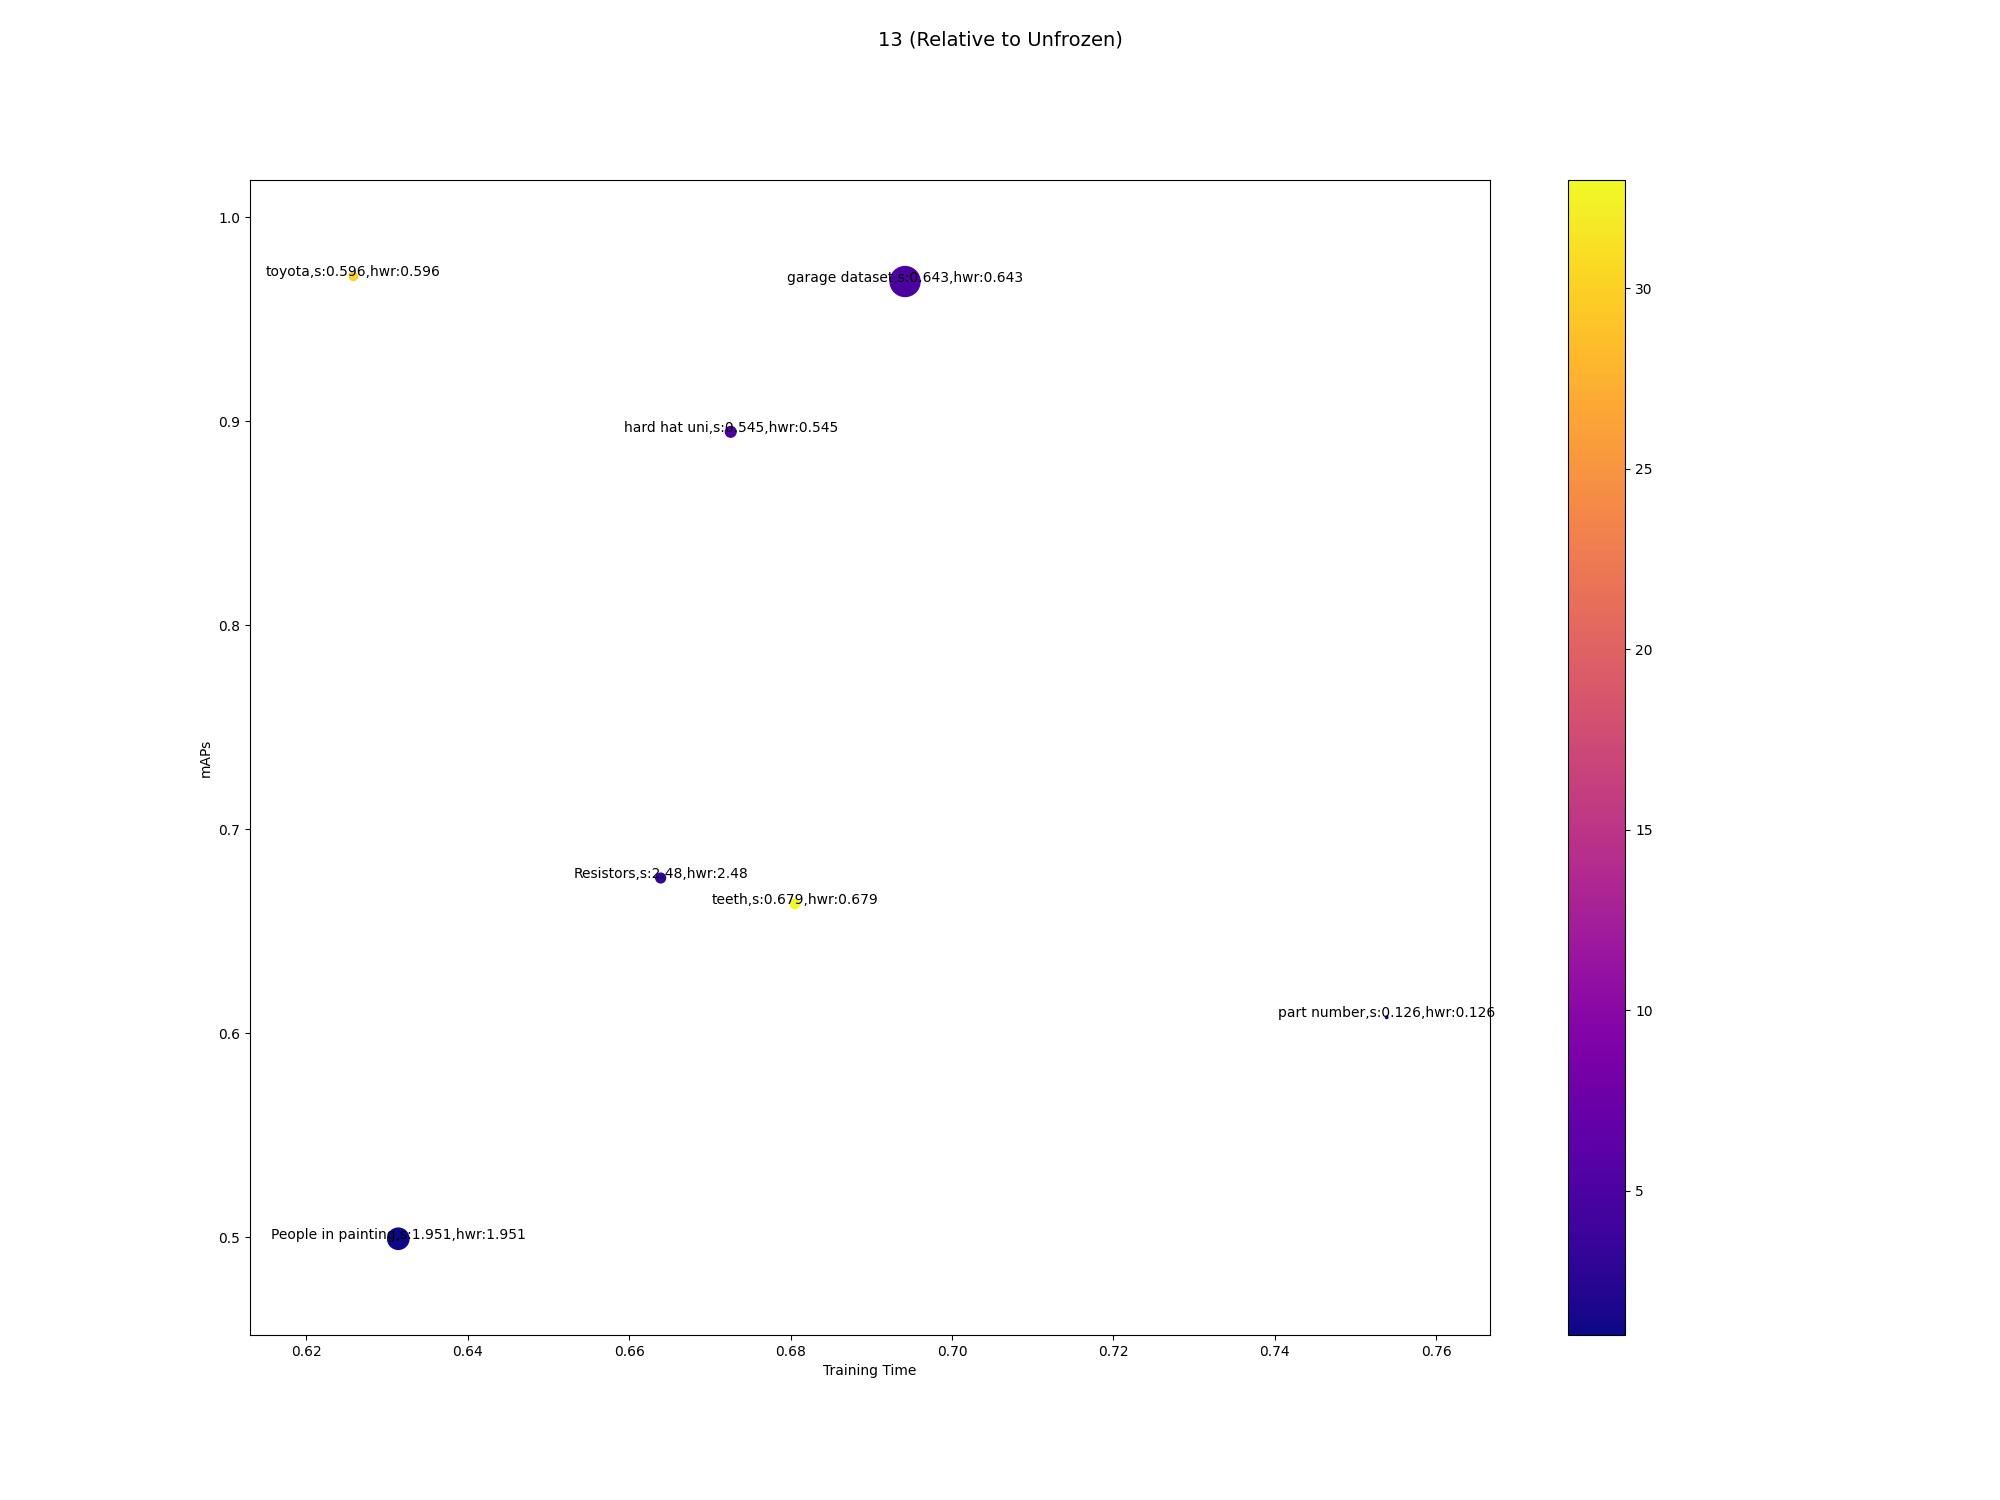 13 (Relative to Unfrozen)
1.0
toyota,s:0.596,hwr:0.596
garage dataset,s:0.643,hwr:0.643
30
0.9
hard hat uni,s:0.545,hwr:0.545
25
0.8
20
mAPs
0.7
15
Resistors,s:2.48,hwr:2.48
teeth,s:0.679,hwr:0.679
10
part number,s:0.126,hwr:0.126
0.6
5
0.5
People in painting,s:1.951,hwr:1.951
0.62 0.64 0.66 0.68 0.70 0.72 0.74 0.76
Training Time